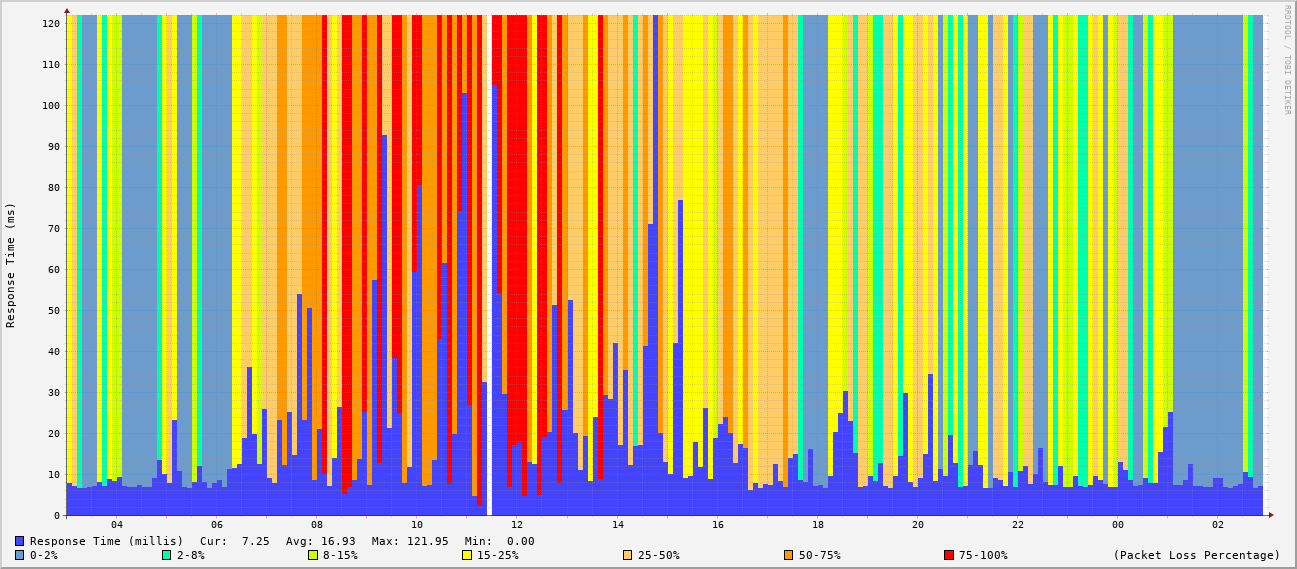 RRDTOOL / TOBI OETIKER
Response Time (ms)
120
110
100
90
80
70
60
50
40
30
20
10
0
04 06 08 10 12 14 16 18 20 22 00 02
Response Time (millis) Cur: 7.25 Avg: 16.93 Max: 121.95 Min: 0.00
0-2% 2-8% 8-15% 15-25% 25-50% 50-75% 75-100% (Packet Loss Percentage)